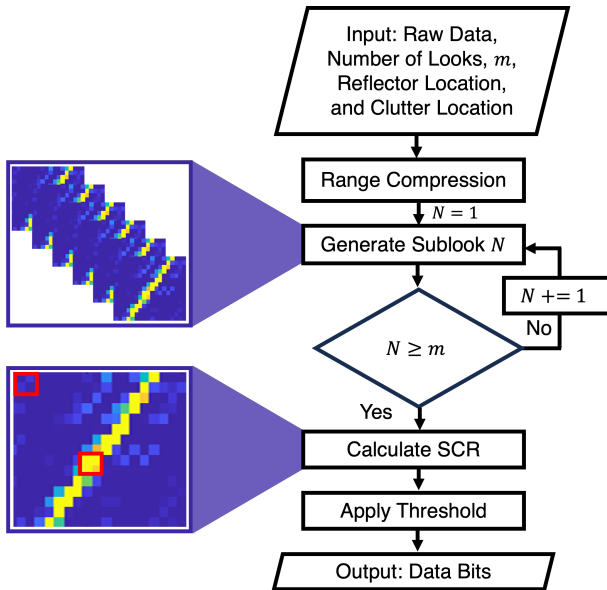 Input: Raw Data,
Number of Looks, m,
Reflector Location,
and Clutter Location
Range Compression
N = 1
Generate Sublook N
N += 1
No
N ≥ m
Yes
Calculate SCR
Apply Threshold
Output: Data Bits